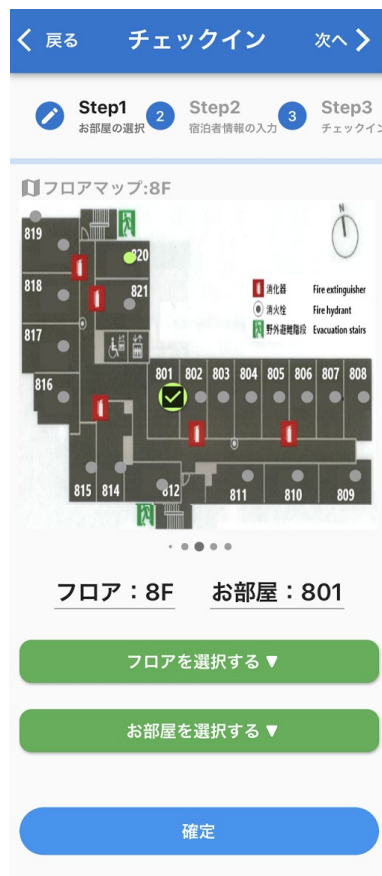 戻る チェックイン 次へ
Step1 お部屋の選択
2 Step2 宿泊者情報の入力
3 Step3 チェックイン
フロアマップ:8F
N
819
820
818
821
817
816
消化器 Fire extinguisher
消火栓 Fire hydrant
野外避難階段 Evacuation stairs
801 802 803 804 805 806 807 808
815 814 812 811 810 809
フロア:8F お部屋:801
フロアを選択する ▼
お部屋を選択する ▼
確定